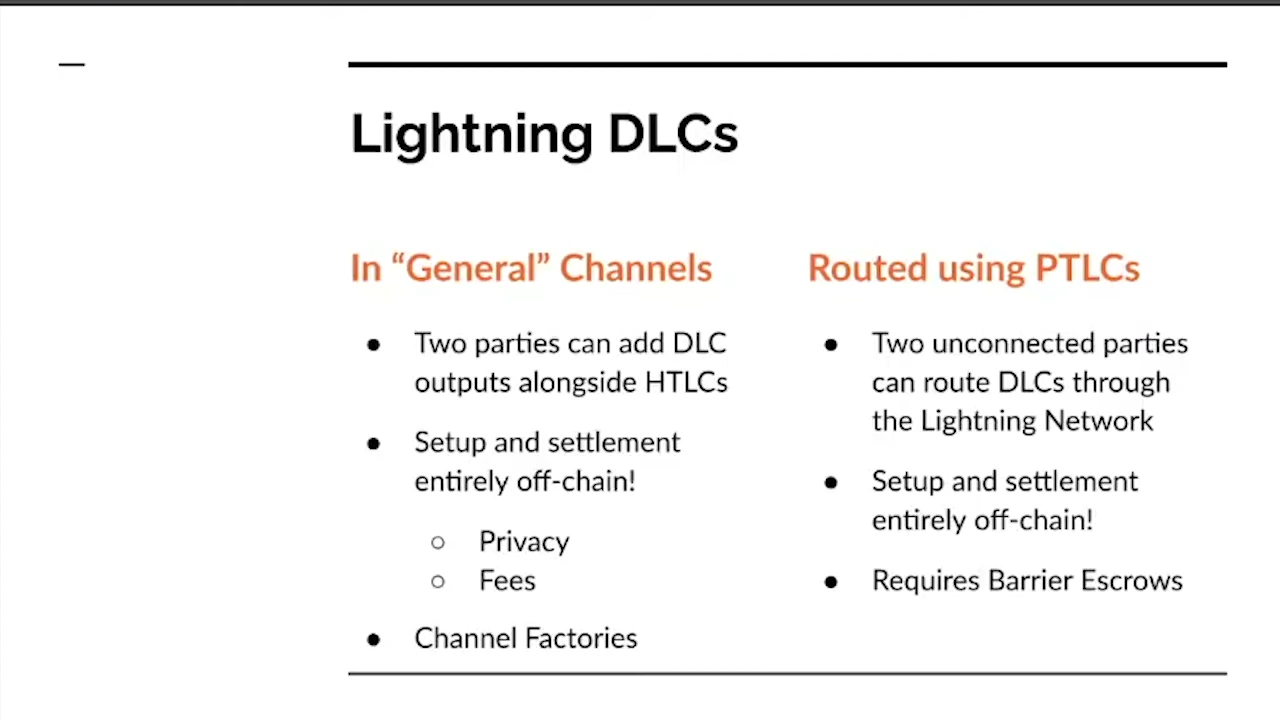 Lightning DLCs
In “General” Channels
● Two parties can add DLC
outputs alongside HTLCs
● Setup and settlement
entirely off-chain!
○ Privacy
○ Fees
● Channel Factories
Routed using PTLCs
● Two unconnected parties
can route DLCs through
the Lightning Network
● Setup and settlement
entirely off-chain!
● Requires Barrier Escrows